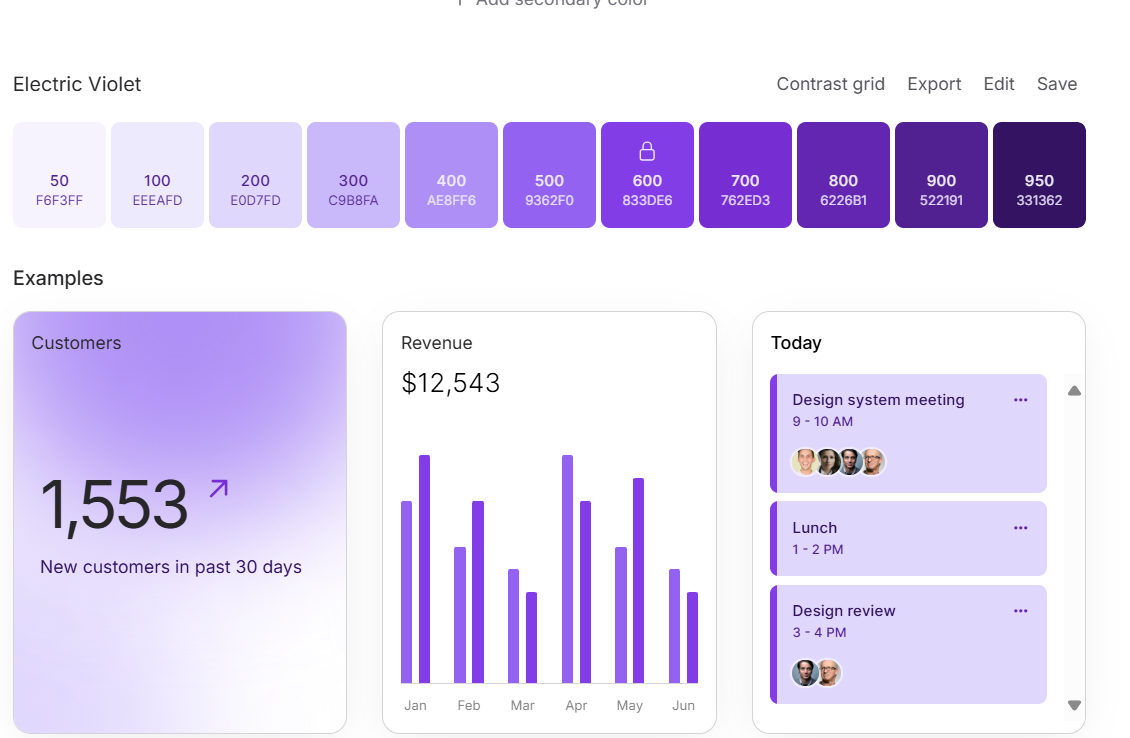 Add secondary color
Electric Violet
Contrast grid Export Edit Save
50 100 200 300 400 500 600 700 800 900 950
F6F3FF EEEAFD E0D7FD C9B8FA AE8FF6 9362F0 833DE6 762ED3 6226B1 522191 331362
Examples
Customers
1,553
New customers in past 30 days
Revenue
$12,543
Jan Feb Mar Apr May Jun
Today
Design system meeting
9 - 10 AM
Lunch
1 - 2 PM
Design review
3 - 4 PM